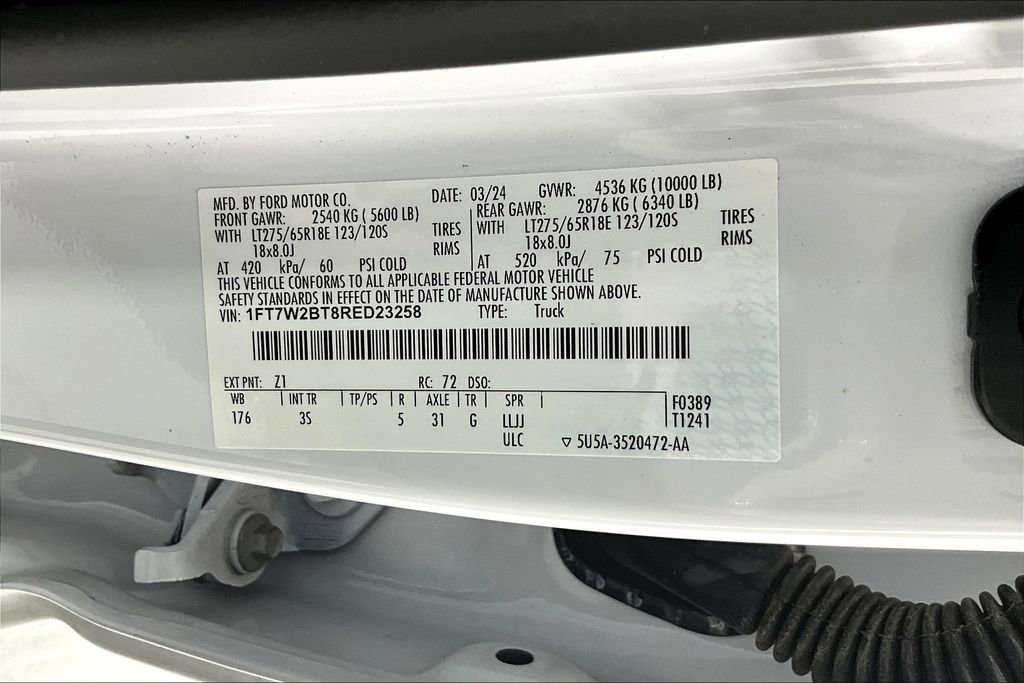 MFD. BY FORD MOTOR CO. DATE: 03/24 GVWR: 4536 KG (10000 LB)
FRONT GAWR: 2540 KG ( 5600 LB) REAR GAWR: 2876 KG ( 6340 LB)
WITH LT275/65R18E 123/120S TIRES WITH LT275/65R18E 123/120S TIRES
18x8.0J RIMS 18x8.0J RIMS
AT 420 kPa/ 60 PSI COLD AT 520 kPa/ 75 PSI COLD
THIS VEHICLE CONFORMS TO ALL APPLICABLE FEDERAL MOTOR VEHICLE
SAFETY STANDARDS IN EFFECT ON THE DATE OF MANUFACTURE SHOWN ABOVE.
VIN: 1FT7W2BT8RED23258 TYPE: Truck
EXT PNT: Z1 RC: 72 DSO:
WB INT TR TP/PS R AXLE TR SPR F0389
176 3S 5 31 G LLJJ T1241
ULC ▽ 5U5A-3520472-AA